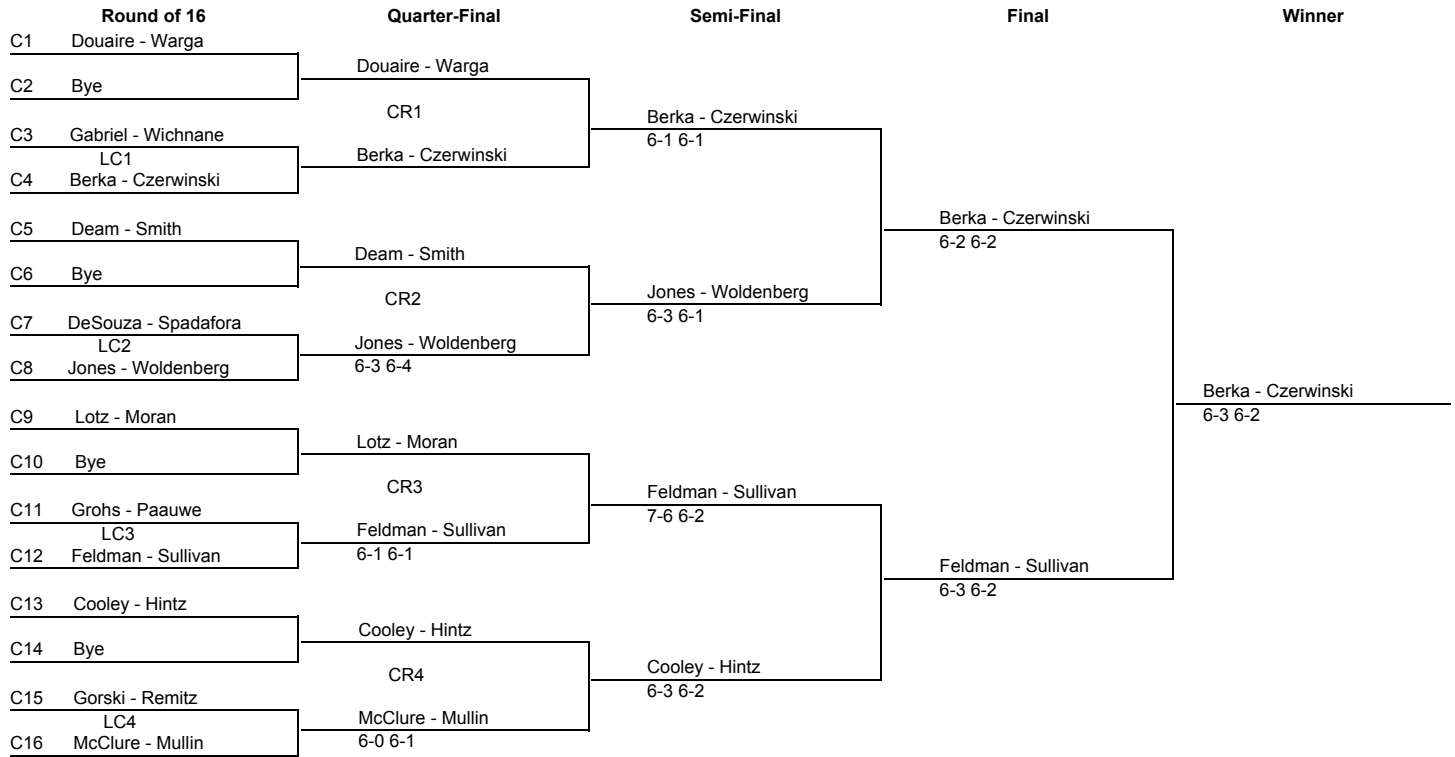 Round of 16 Quarter-Final Semi-Final Final Winner
C1 Douaire - Warga
Douaire - Warga
C2 Bye
CR1
Berka - Czerwinski
6-1 6-1
C3 Gabriel - Wichnane
LC1
Berka - Czerwinski
C4 Berka - Czerwinski
Berka - Czerwinski
6-2 6-2
C5 Deam - Smith
Deam - Smith
C6 Bye
CR2
Jones - Woldenberg
6-3 6-1
C7 DeSouza - Spadafora
LC2
Jones - Woldenberg
6-3 6-4
C8 Jones - Woldenberg
Berka - Czerwinski
6-3 6-2
C9 Lotz - Moran
Lotz - Moran
C10 Bye
CR3
Feldman - Sullivan
7-6 6-2
C11 Grohs - Paauwe
LC3
Feldman - Sullivan
6-1 6-1
C12 Feldman - Sullivan
Feldman - Sullivan
6-3 6-2
C13 Cooley - Hintz
Cooley - Hintz
C14 Bye
CR4
Cooley - Hintz
6-3 6-2
C15 Gorski - Remitz
LC4
McClure - Mullin
6-0 6-1
C16 McClure - Mullin